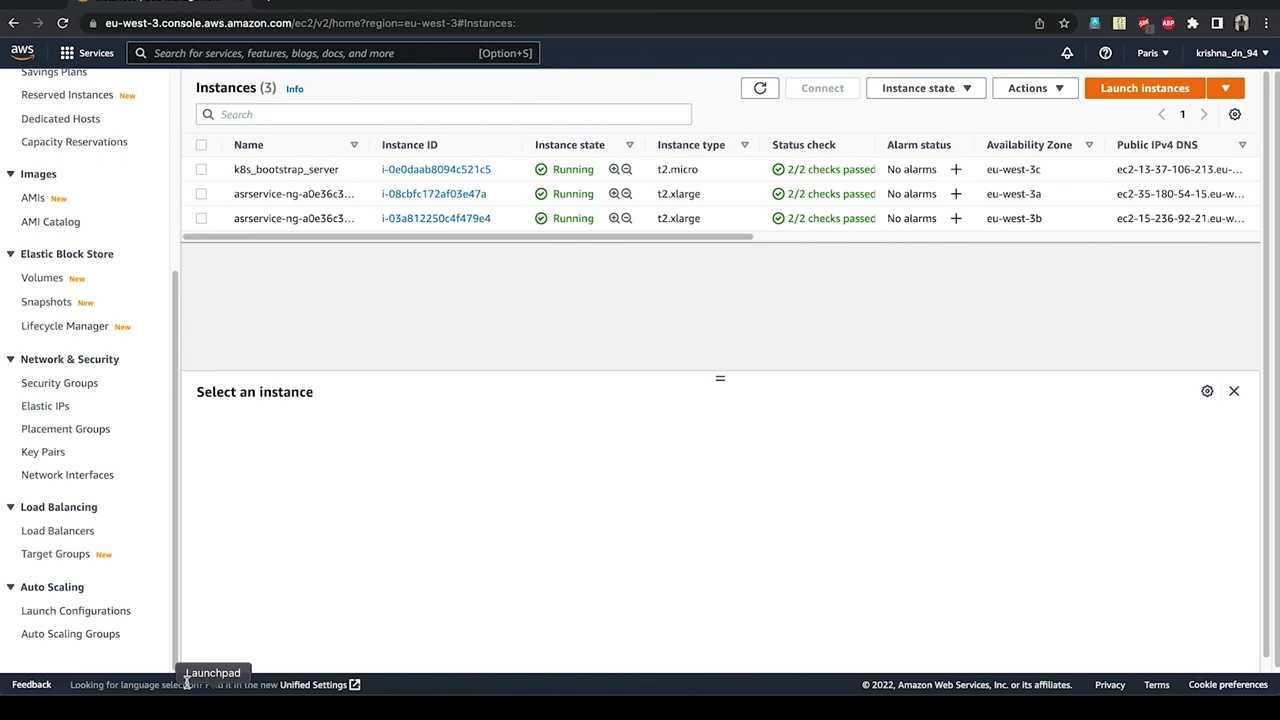 eu-west-3.console.aws.amazon.com/ec2/v2/home?region=eu-west-3#Instances:
aws Services Search for services, features, blogs, docs, and more [Option+S] Paris krishna_dn_94
Savings Plans
Reserved Instances New
Dedicated Hosts
Capacity Reservations
Images
AMIs New
AMI Catalog
Elastic Block Store
Volumes New
Snapshots New
Lifecycle Manager New
Network & Security
Security Groups
Elastic IPs
Placement Groups
Key Pairs
Network Interfaces
Load Balancing
Load Balancers
Target Groups New
Auto Scaling
Launch Configurations
Auto Scaling Groups
Instances (3) Info Connect Instance state Actions Launch instances
Search 1
Name Instance ID Instance state Instance type Status check Alarm status Availability Zone Public IPv4 DNS
k8s_bootstrap_server i-0e0daab8094c521c5 Running t2.micro 2/2 checks passed No alarms eu-west-3c ec2-13-37-106-213.eu-...
asrservice-ng-a0e36c3... i-08cbfc172af03e47a Running t2.xlarge 2/2 checks passed No alarms eu-west-3a ec2-35-180-54-15.eu-w...
asrservice-ng-a0e36c3... i-03a812250c4f479e4 Running t2.xlarge 2/2 checks passed No alarms eu-west-3b ec2-15-236-92-21.eu-w...
Select an instance
Launchpad
Feedback Looking for language selection? Find it in the new Unified Settings © 2022, Amazon Web Services, Inc. or its affiliates. Privacy Terms Cookie preferences